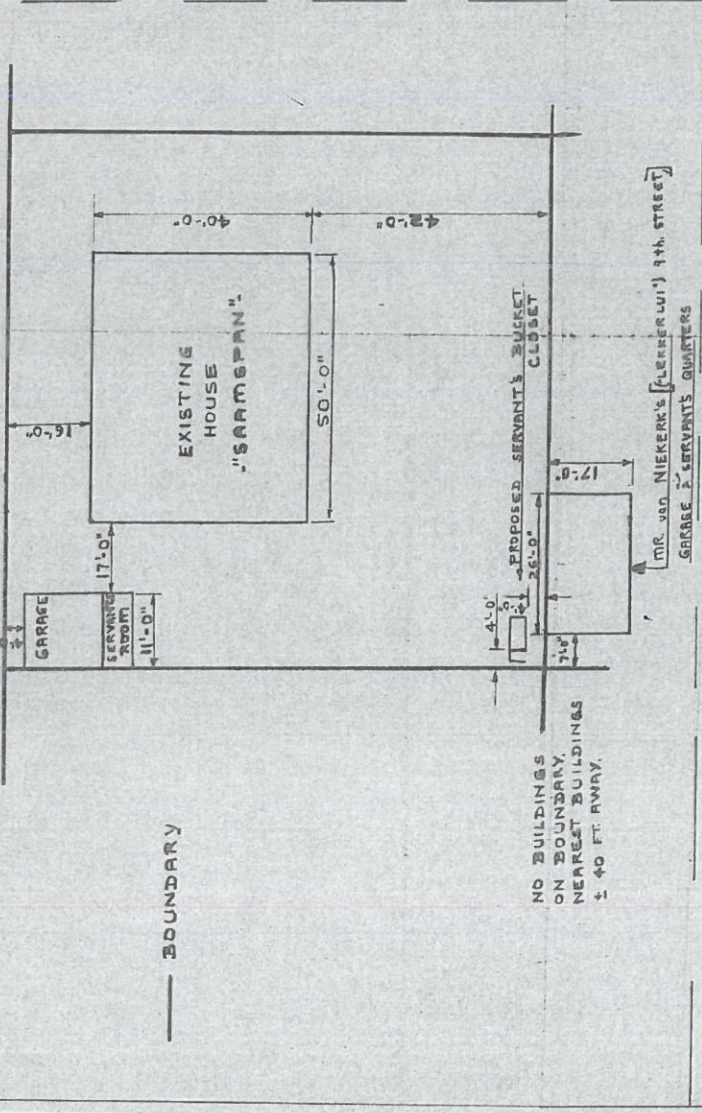 GARAGE
SERVANTS
ROOM
11'-0"
17'-0"
16'-0"
EXISTING
HOUSE
"SAAMSPAN"
40'-0"
50'-0"
42'-0"
BOUNDARY
PROPOSED SERVANT'S BUCKET
CLOSET
4'-0"
26'-0"
17'-0"
7'-0"
NO BUILDINGS
ON BOUNDARY.
NEAREST BUILDINGS
± 40 FT. AWAY.
MR. van NIEKERK'S 9th. STREET
GARAGE & SERVANT'S QUARTERS